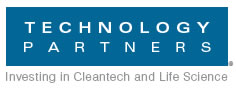 TECHNOLOGY
PARTNERS®
Investing in Cleantech and Life Science